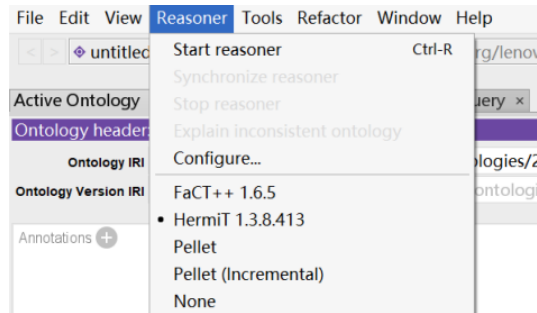 File Edit View Reasoner Tools Refactor Window Help
< > untitled Start reasoner Ctrl-R rg/lenov
Synchronize reasoner
Active Ontology Stop reasoner uery ×
Ontology header: Explain inconsistent ontology
Ontology IRI Configure... ologies/2
Ontology Version IRI FaCT++ 1.6.5 ontologi
Annotations + • HermiT 1.3.8.413
Pellet
Pellet (Incremental)
None